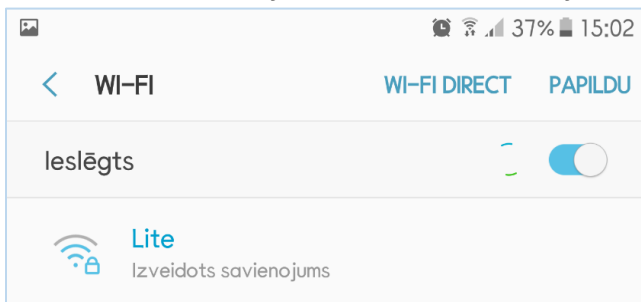 37% 15:02
WI-FI WI-FI DIRECT PAPILDU
Ieslēgts
Lite
Izveidots savienojums